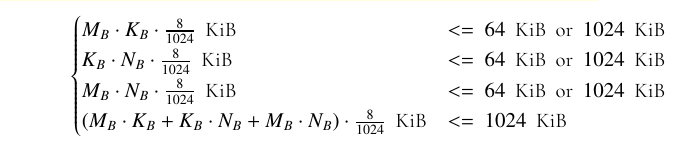 M_B · K_B · 8/1024 KiB <= 64 KiB or 1024 KiB
K_B · N_B · 8/1024 KiB <= 64 KiB or 1024 KiB
M_B · N_B · 8/1024 KiB <= 64 KiB or 1024 KiB
(M_B · K_B + K_B · N_B + M_B · N_B) · 8/1024 KiB <= 1024 KiB